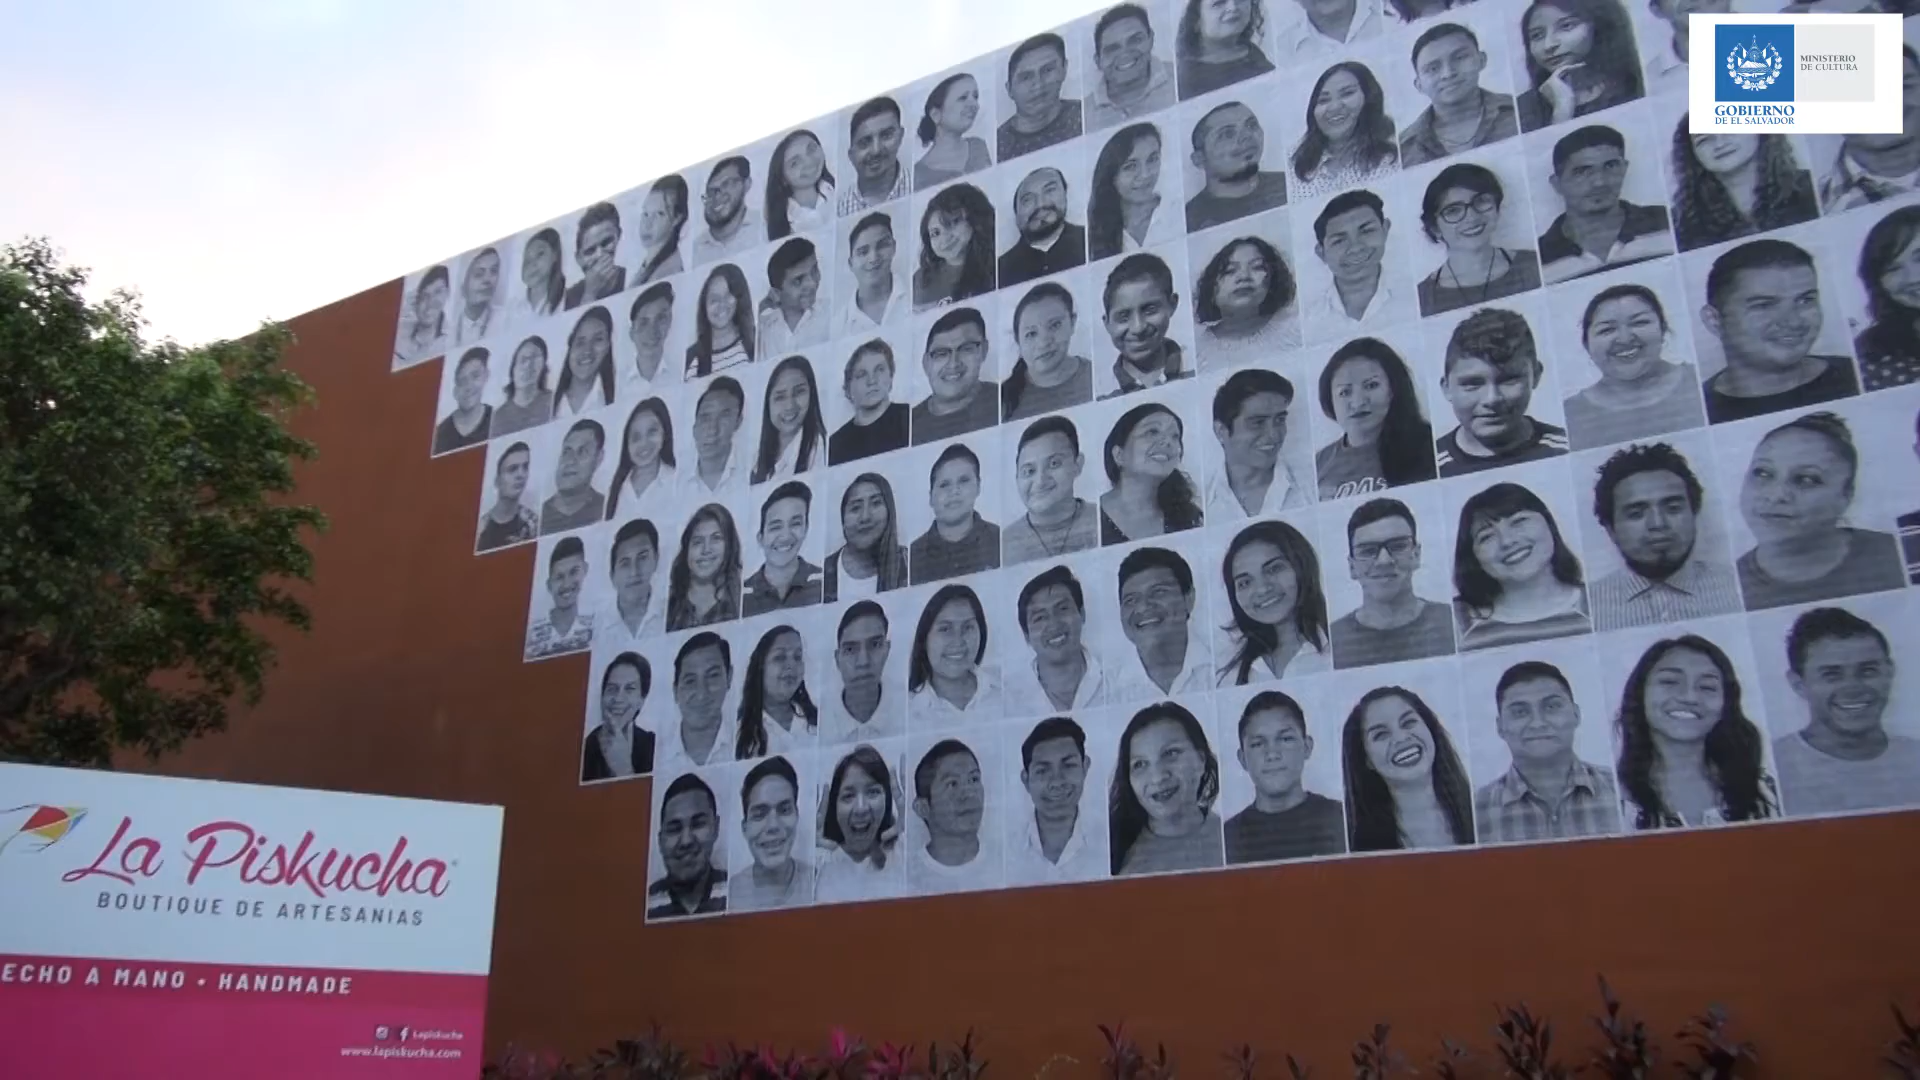 MINISTERIO
DE CULTURA
GOBIERNO
DE EL SALVADOR
La Piskucha
BOUTIQUE DE ARTESANIAS
ECHO A MANO • HANDMADE
Lapiskucha
www.lapiskucha.com